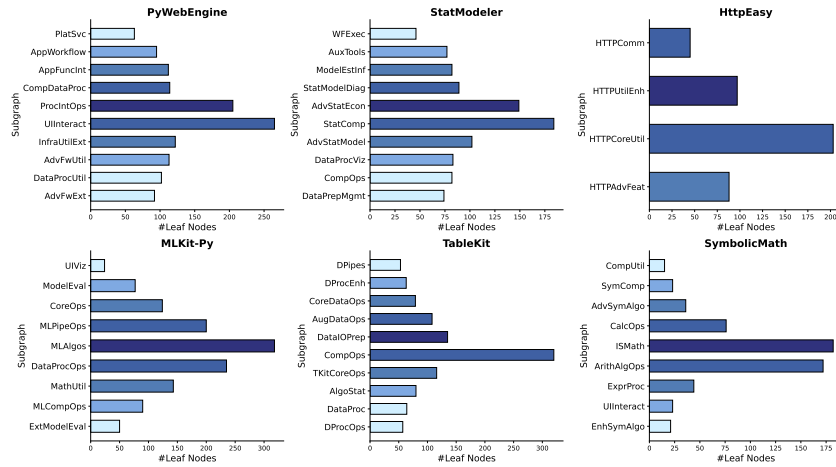 PyWebEngine
PlatSvc
AppWorkflow
AppFuncInt
CompDataProc
ProcIntOps
UIInteract
InfraUtilExt
AdvFwUtil
DataProcUtil
AdvFwExt
Subgraph
0 50 100 150 200 250
#Leaf Nodes
StatModeler
WFExec
AuxTools
ModelEstInf
StatModelDiag
AdvStatEcon
StatComp
AdvStatModel
DataProcViz
CompOps
DataPrepMgmt
Subgraph
0 25 50 75 100 125 150 175
#Leaf Nodes
HttpEasy
HTTPComm
HTTPUtilEnh
HTTPCoreUtil
HTTPAdvFeat
Subgraph
0 25 50 75 100 125 150 175 200
#Leaf Nodes
MLKit-Py
UIViz
ModelEval
CoreOps
MLPipeOps
MLAlgos
DataProcOps
MathUtil
MLCompOps
ExtModelEval
Subgraph
0 50 100 150 200 250 300
#Leaf Nodes
TableKit
DPipes
DProcEnh
CoreDataOps
AugDataOps
DataIOPrep
CompOps
TKitCoreOps
AlgoStat
DataProc
DProcOps
Subgraph
0 50 100 150 200 250 300
#Leaf Nodes
SymbolicMath
CompUtil
SymComp
AdvSymAlgo
CalcOps
ISMath
ArithAlgOps
ExprProc
UIInteract
EnhSymAlgo
Subgraph
0 25 50 75 100 125 150 175
#Leaf Nodes